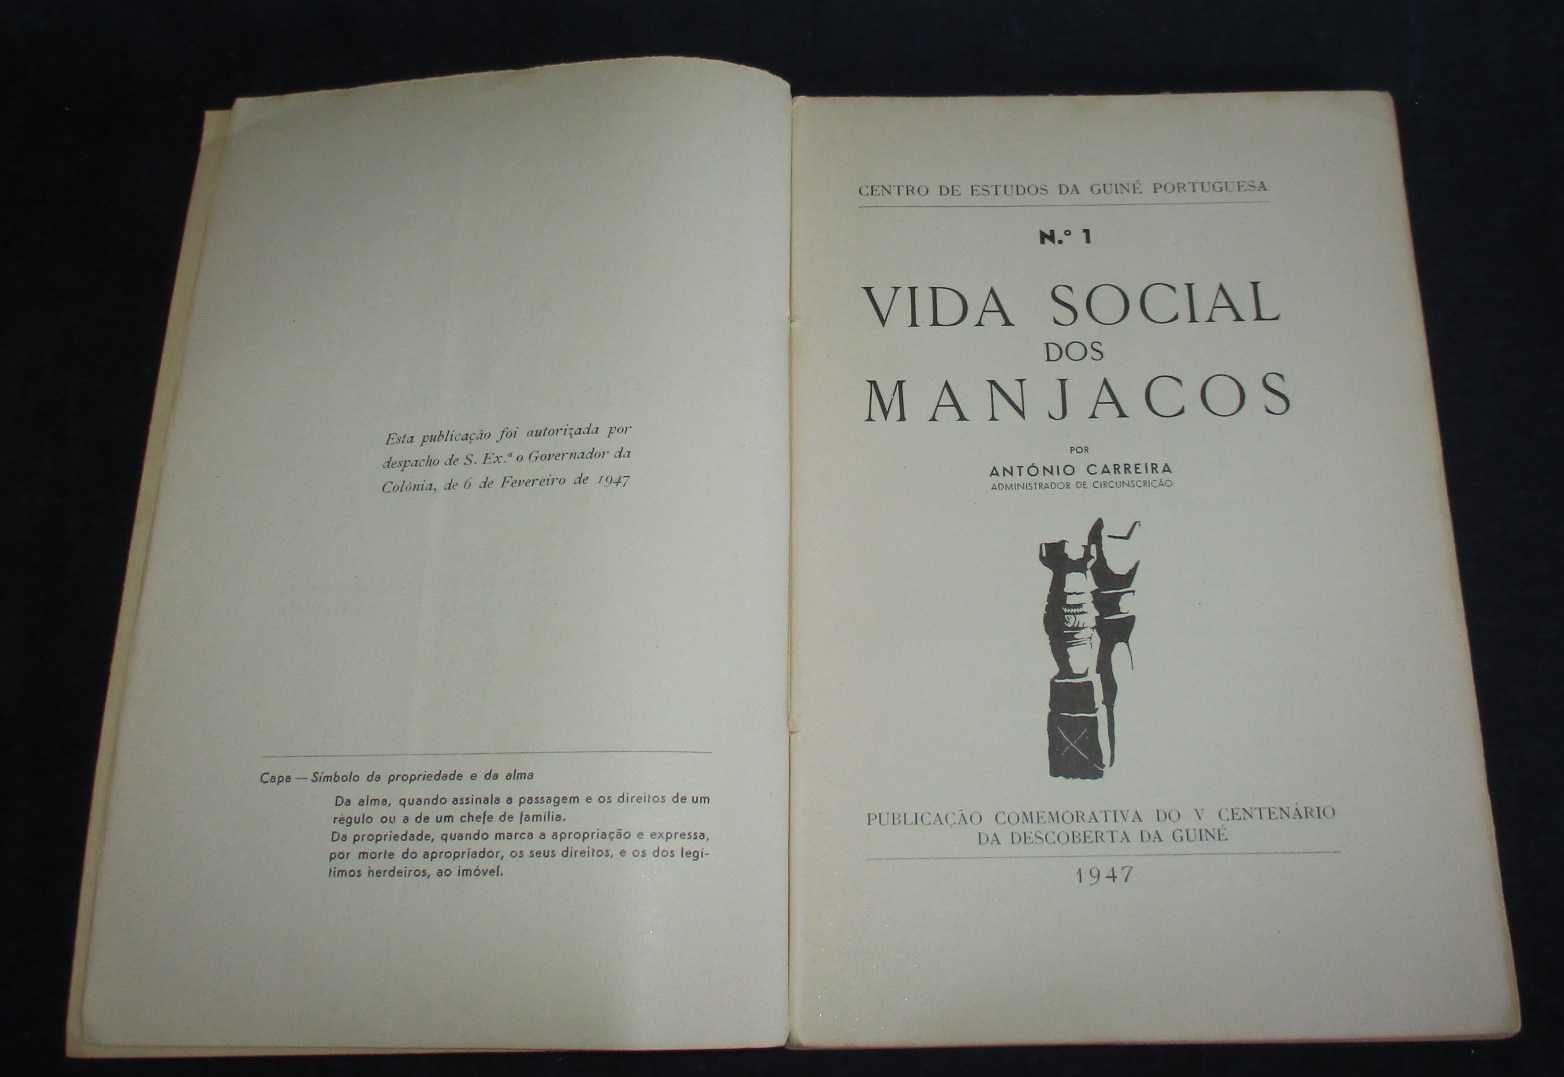 Esta publicação foi autorizada por
despacho de S. Ex.ª o Governador da
Colónia, de 6 de Fevereiro de 1947
Capa — Símbolo da propriedade e da alma
Da alma, quando assinala a passagem e os direitos de um
régulo ou a de um chefe de família.
Da propriedade, quando marca a apropriação e expressa,
por morte do apropriador, os seus direitos, e os dos legí-
timos herdeiros, ao imóvel.
CENTRO DE ESTUDOS DA GUINÉ PORTUGUESA
N.º 1
VIDA SOCIAL
DOS
MANJACOS
POR
ANTÓNIO CARREIRA
ADMINISTRADOR DE CIRCUNSCRIÇÃO
PUBLICAÇÃO COMEMORATIVA DO V CENTENÁRIO
DA DESCOBERTA DA GUINÉ
1947